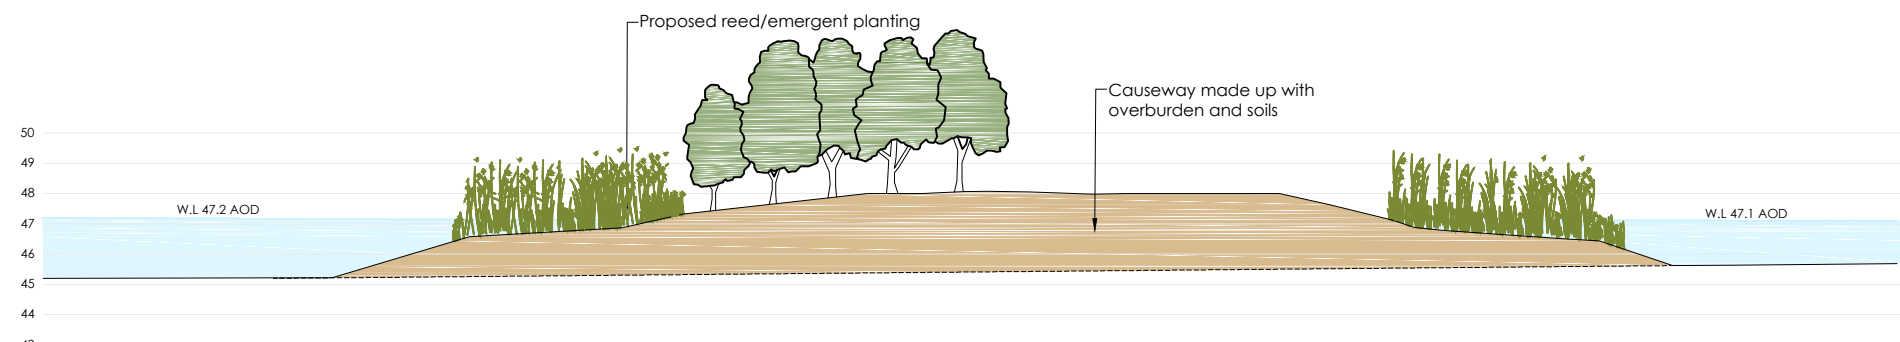 Proposed reed/emergent planting
Causeway made up with
overburden and soils
50
49
48
W.L 47.2 AOD
W.L 47.1 AOD
47
46
45
44